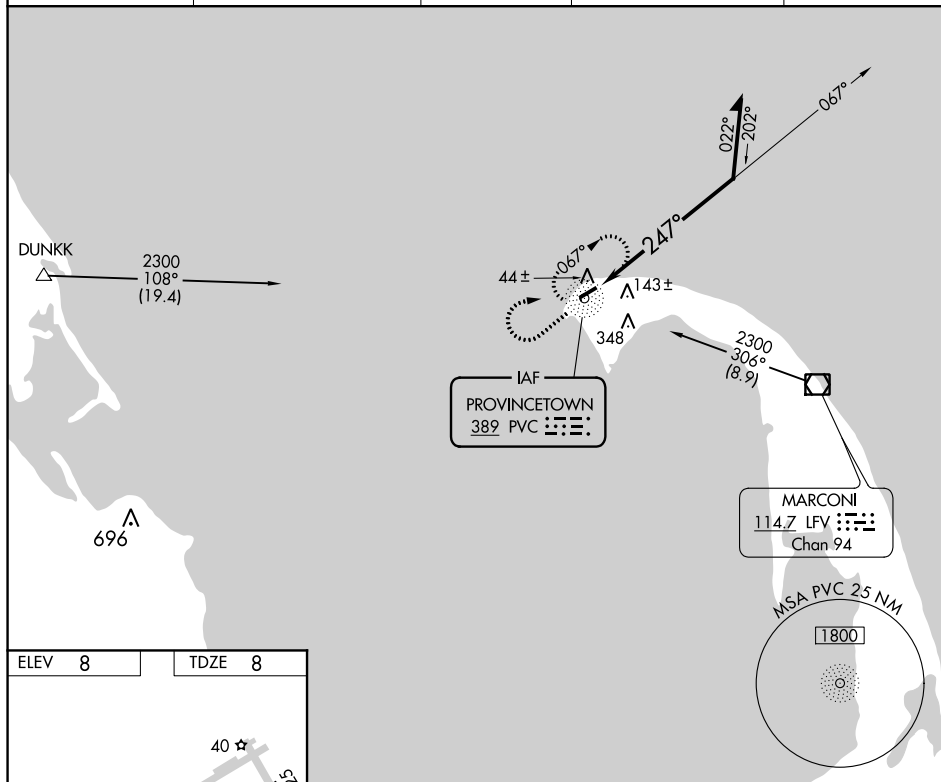 067°
022°
202°
247°
DUNKK
2300
108°
(19.4)
067°
44±
143±
348
2300
306°
(8.9)
IAF
PROVINCETOWN
389 PVC
MARCONI
114.7 LFV
Chan 94
696
MSA PVC 25 NM
1800
ELEV 8
TDZE 8
40
25